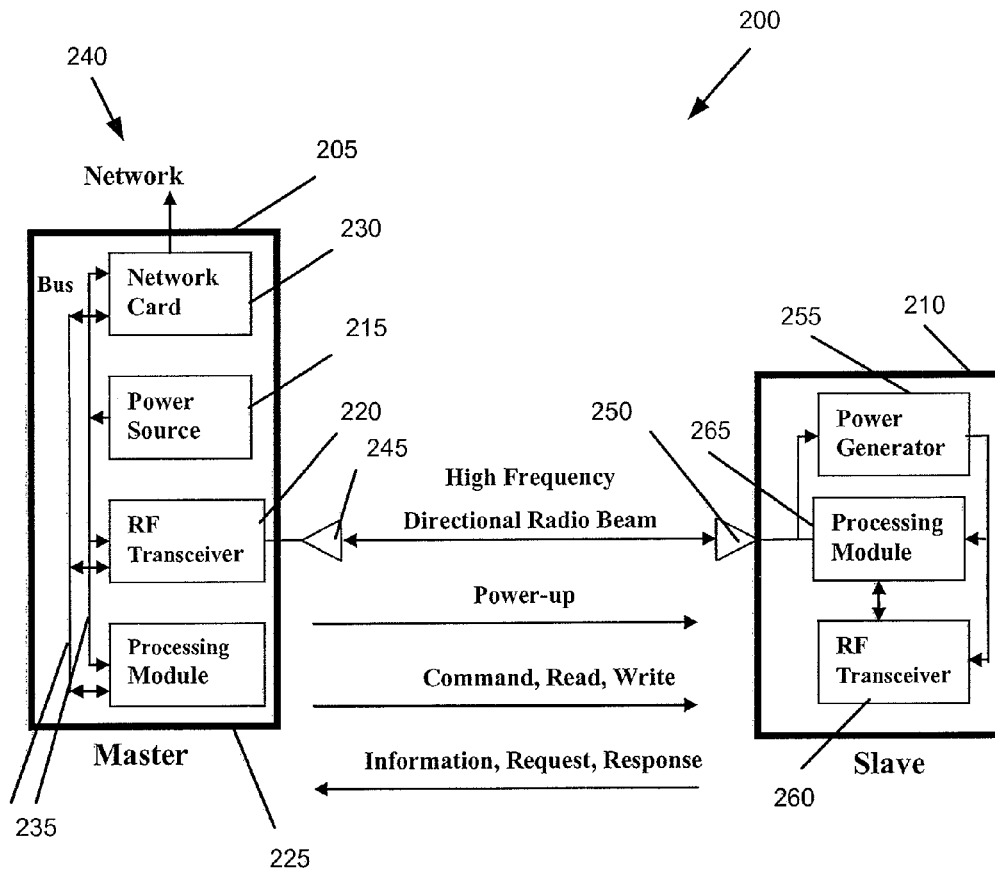 200
240
205
Network
230
Bus
Network
Card
215
210
255
Power
Source
220
250
265
Power
Generator
245
High Frequency
RF
Transceiver
Directional Radio Beam
Processing
Module
Power-up
Processing
Module
RF
Transceiver
Command, Read, Write
Master
Information, Request, Response
Slave
260
235
225